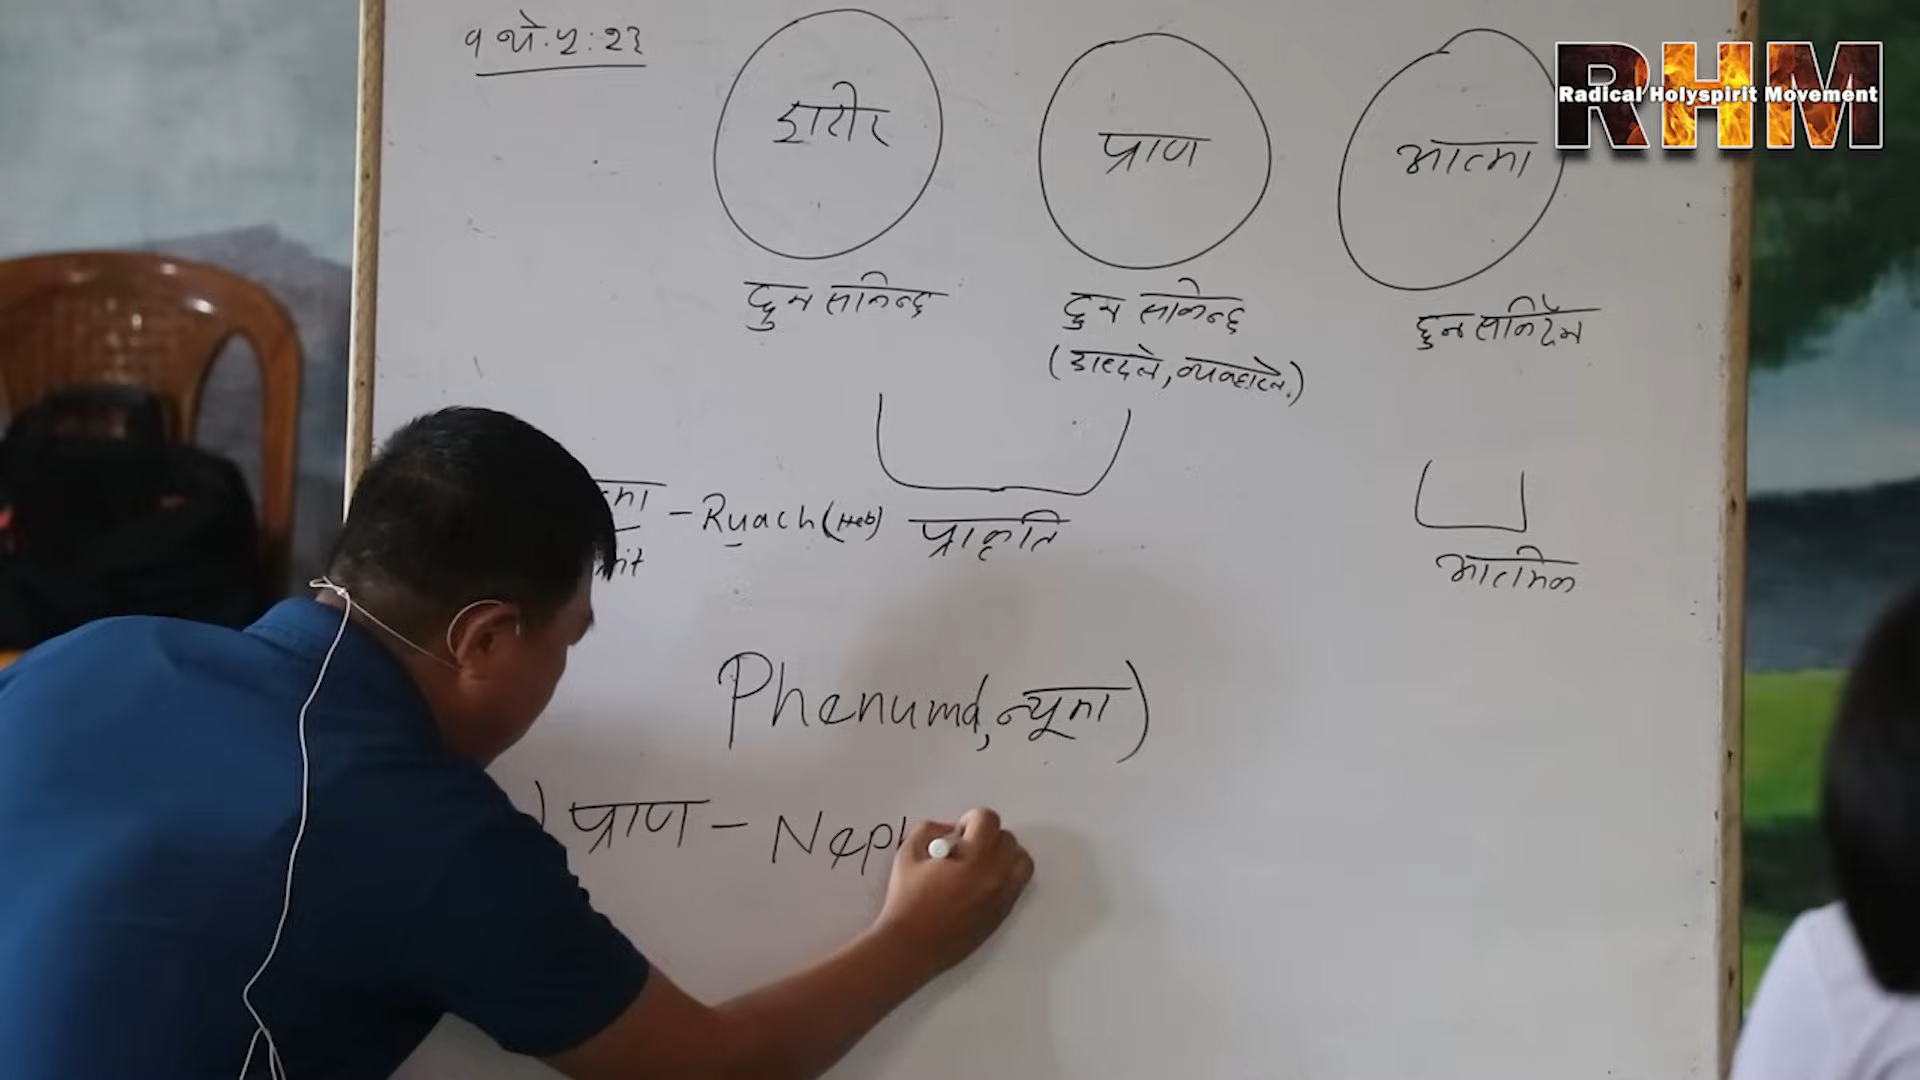 १ थे. ५: २३
शरीर
प्राण
आत्मा
RHM
Radical Holyspirit Movement
छुन सकिन्छ
छुन सकिन्छ
(शब्दले, व्यवहारले.)
छुन सकिदैन
त्मा - Ruach (Heb)
प्राकृति
आत्मिक
Phenuma, न्यूमा)
) प्राण - Neph